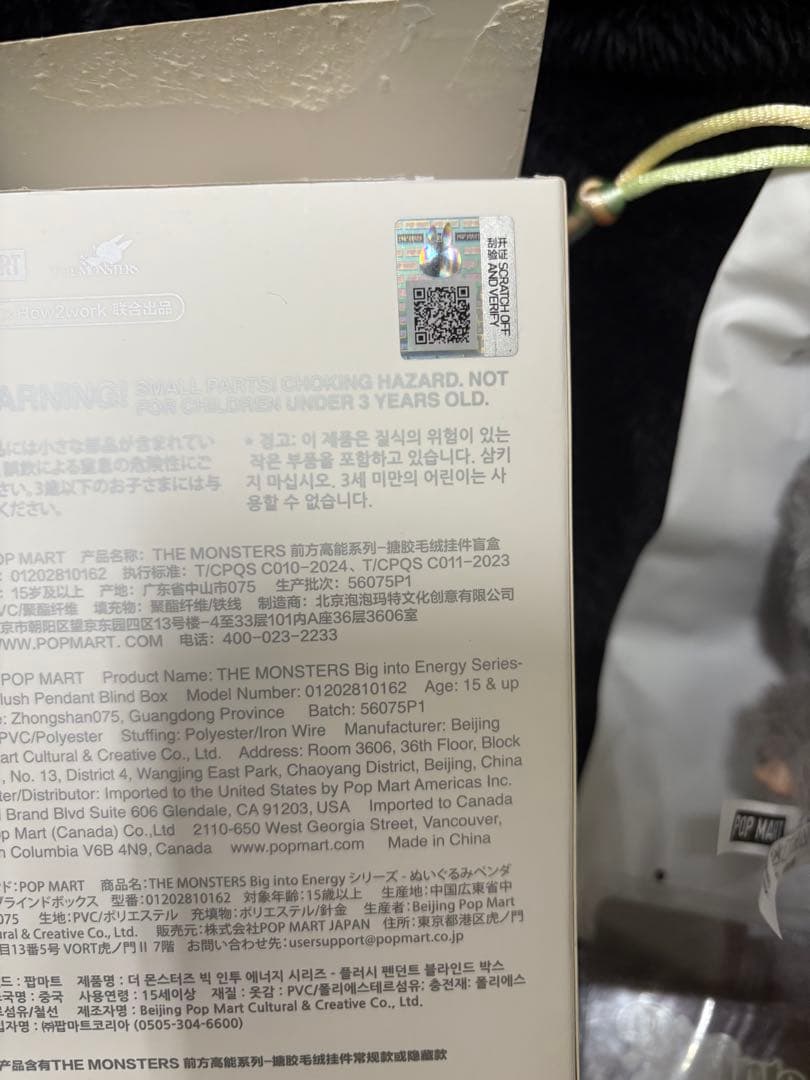 ART THE MONSTERS
How2work 联合出品
开刮 SCRATCH OFF
验证 AND VERIFY
ARNING! SMALL PARTS! CHOKING HAZARD. NOT
FOR CHILDREN UNDER 3 YEARS OLD.
品には小さな部品が含まれてい
誤飲による窒息の危険性にご
さい。3歳以下のお子さまには与
ください。
* 경고: 이 제품은 질식의 위험이 있는
작은 부품을 포함하고 있습니다. 삼키
지 마십시오. 3세 미만의 어린이는 사
용할 수 없습니다.
OP MART 产品名称: THE MONSTERS 前方高能系列-搪胶毛绒挂件盲盒
: 01202810162 执行标准: T/CPQS C010-2024、T/CPQS C011-2023
: 15岁及以上 产地: 广东省中山市075 生产批次: 56075P1
VC/聚酯纤维 填充物: 聚酯纤维/铁线 制造商: 北京泡泡玛特文化创意有限公司
京市朝阳区望京东园四区13号楼-4至33层101内A座36层3606室
WW.POPMART. COM 电话: 400-023-2233
POP MART Product Name: THE MONSTERS Big into Energy Series-
lush Pendant Blind Box Model Number: 01202810162 Age: 15 & up
e: Zhongshan075, Guangdong Province Batch: 56075P1
PVC/Polyester Stuffing: Polyester/Iron Wire Manufacturer: Beijing
art Cultural & Creative Co., Ltd. Address: Room 3606, 36th Floor, Block
, No. 13, District 4, Wangjing East Park, Chaoyang District, Beijing, China
ter/Distributor: Imported to the United States by Pop Mart Americas Inc.
l Brand Blvd Suite 606 Glendale, CA 91203, USA Imported to Canada
op Mart (Canada) Co.,Ltd 2110-650 West Georgia Street, Vancouver,
h Columbia V6B 4N9, Canada www.popmart.com Made in China
ド:POP MART 商品名:THE MONSTERS Big into Energy シリーズ - ぬいぐるみペンダ
ブラインドボックス 型番:01202810162 対象年齢:15歳以上 生産地:中国広東省中
075 生地:PVC/ポリエステル 充填物:ポリエステル/針金 生産者:Beijing Pop Mart
ural & Creative Co., Ltd. 販売元:株式会社POP MART JAPAN 住所:東京都港区虎ノ門
目13番5号 VORT虎ノ門 II 7階 お問い合わせ先:usersupport@popmart.co.jp
드 : 팝마트 제품명 : 더 몬스터즈 빅 인투 에너지 시리즈 - 플러시 펜던트 블라인드 박스
조국명 : 중국 사용연령 : 15세이상 재질 : 옷감 : PVC/폴리에스테르섬유; 충전재: 폴리에스
르섬유/철선 제조자명 : Beijing Pop Mart Cultural & Creative Co., Ltd.
입자명 : ㈜팝마트코리아 (0505-304-6600)
产品含有THE MONSTERS 前方高能系列-搪胶毛绒挂件常规款或隐藏款
POP MART